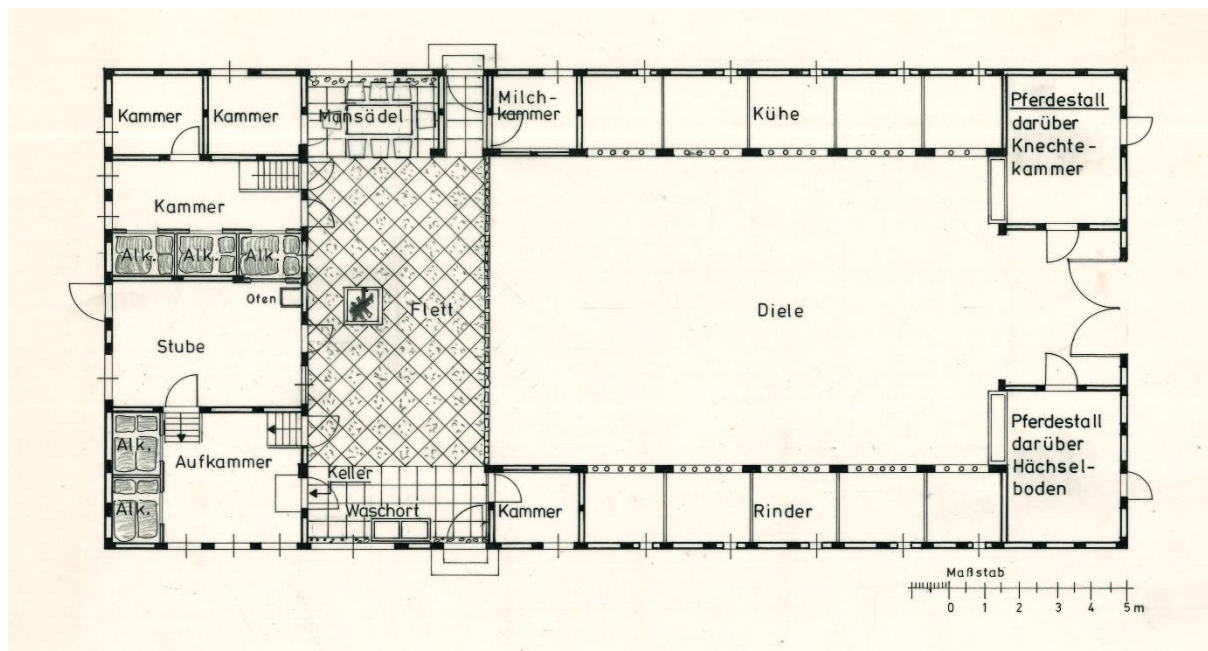 Kammer
Kammer
Mansädel
Milch-
kammer
Kühe
Pferdestall
darüber
Knechte-
kammer
Kammer
Alk.
Alk.
Alk.
Ofen
Flett
Diele
Stube
Alk.
Aufkammer
Alk.
Keller
Waschort
Kammer
Rinder
Pferdestall
darüber
Hächsel-
boden
Maßstab
0 1 2 3 4 5 m